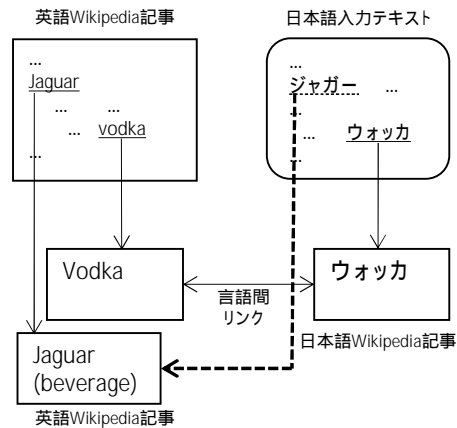 英語Wikipedia記事
日本語入力テキスト
...
Jaguar
... ...
... vodka
...
...
ジャガー ...
...
... ウォッカ
...
Vodka
言語間
リンク
ウォッカ
日本語Wikipedia記事
Jaguar
(beverage)
英語Wikipedia記事